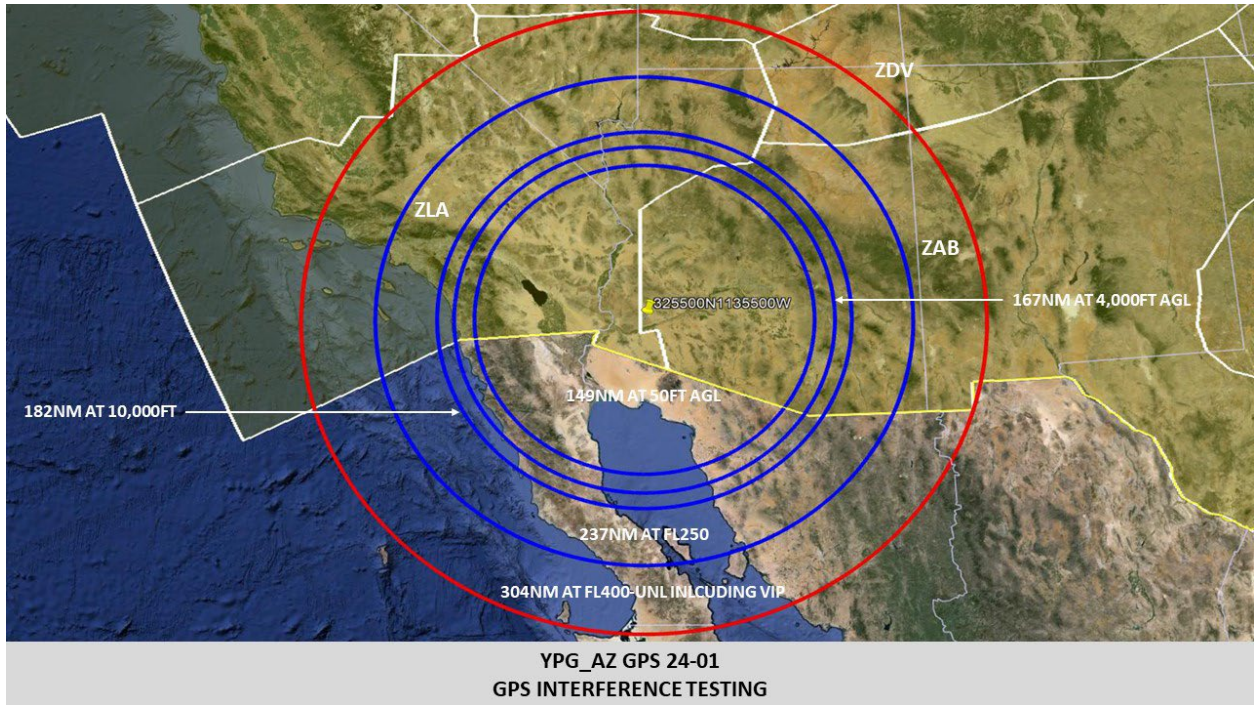 ZDV
ZLA
ZAB
325500N1135500W
167NM AT 4,000FT AGL
149NM AT 50FT AGL
182NM AT 10,000FT
237NM AT FL250
304NM AT FL400-UNL INLCUDING VIP
YPG_AZ GPS 24-01
GPS INTERFERENCE TESTING